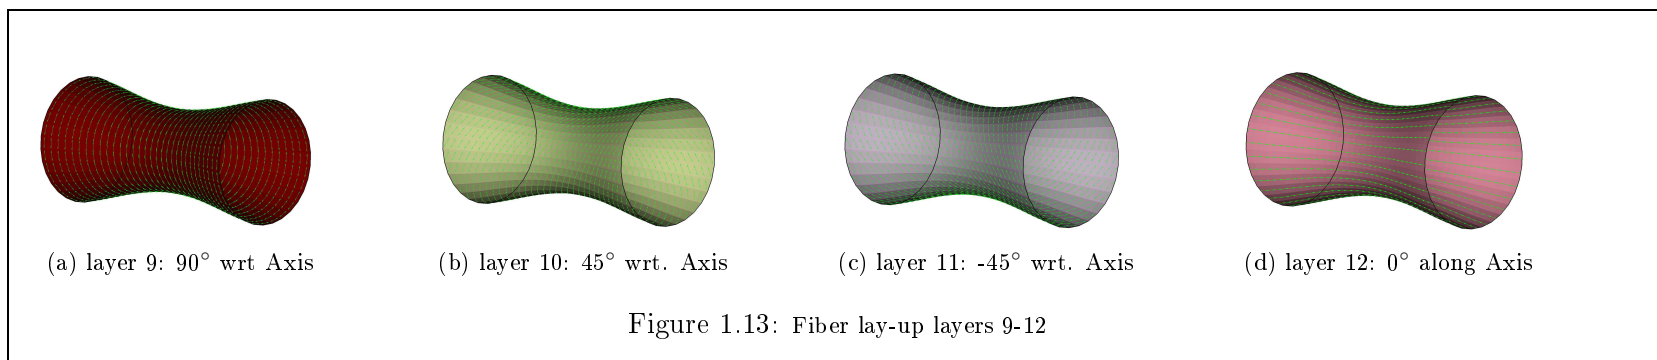 (a) layer 9: 90° wrt Axis
(b) layer 10: 45° wrt. Axis
(c) layer 11: -45° wrt. Axis
(d) layer 12: 0° along Axis
Figure 1.13: Fiber lay-up layers 9-12